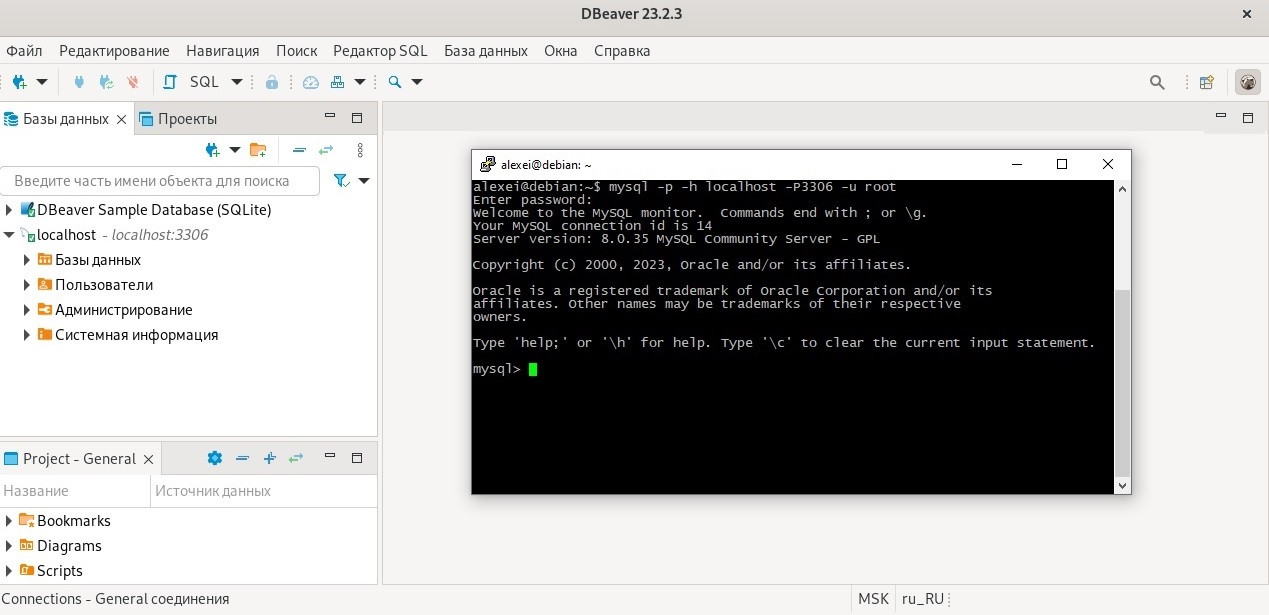 DBeaver 23.2.3
Файл Редактирование Навигация Поиск Редактор SQL База данных Окна Справка
SQL
Базы данных
Проекты
Введите часть имени объекта для поиска
DBeaver Sample Database (SQLite)
localhost - localhost:3306
Базы данных
Пользователи
Администрирование
Системная информация
Project - General
Название Источник данных
Bookmarks
Diagrams
Scripts
alexei@debian: ~
alexei@debian:~$ mysql -p -h localhost -P3306 -u root
Enter password:
Welcome to the MySQL monitor.  Commands end with ; or \g.
Your MySQL connection id is 14
Server version: 8.0.35 MySQL Community Server - GPL
Copyright (c) 2000, 2023, Oracle and/or its affiliates.
Oracle is a registered trademark of Oracle Corporation and/or its
affiliates. Other names may be trademarks of their respective
owners.
Type 'help;' or '\h' for help. Type '\c' to clear the current input statement.
mysql>
Connections - General соединения
MSK ru_RU